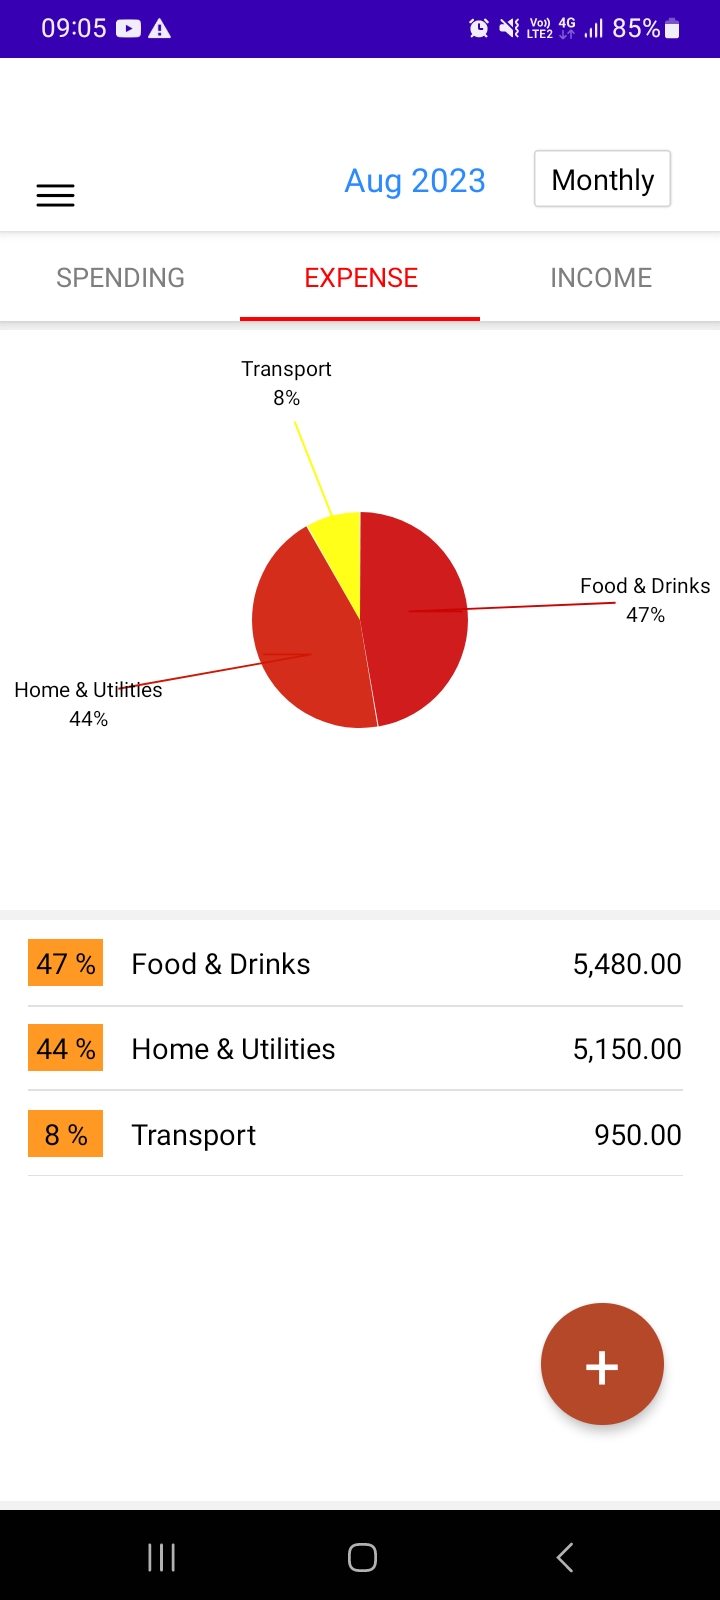 09:05 Vo)) LTE2 4G 85%
Aug 2023 Monthly
SPENDING EXPENSE INCOME
Transport
8%
Food & Drinks
47%
Home & Utilities
44%
47 % Food & Drinks 5,480.00
44 % Home & Utilities 5,150.00
8 % Transport 950.00
+